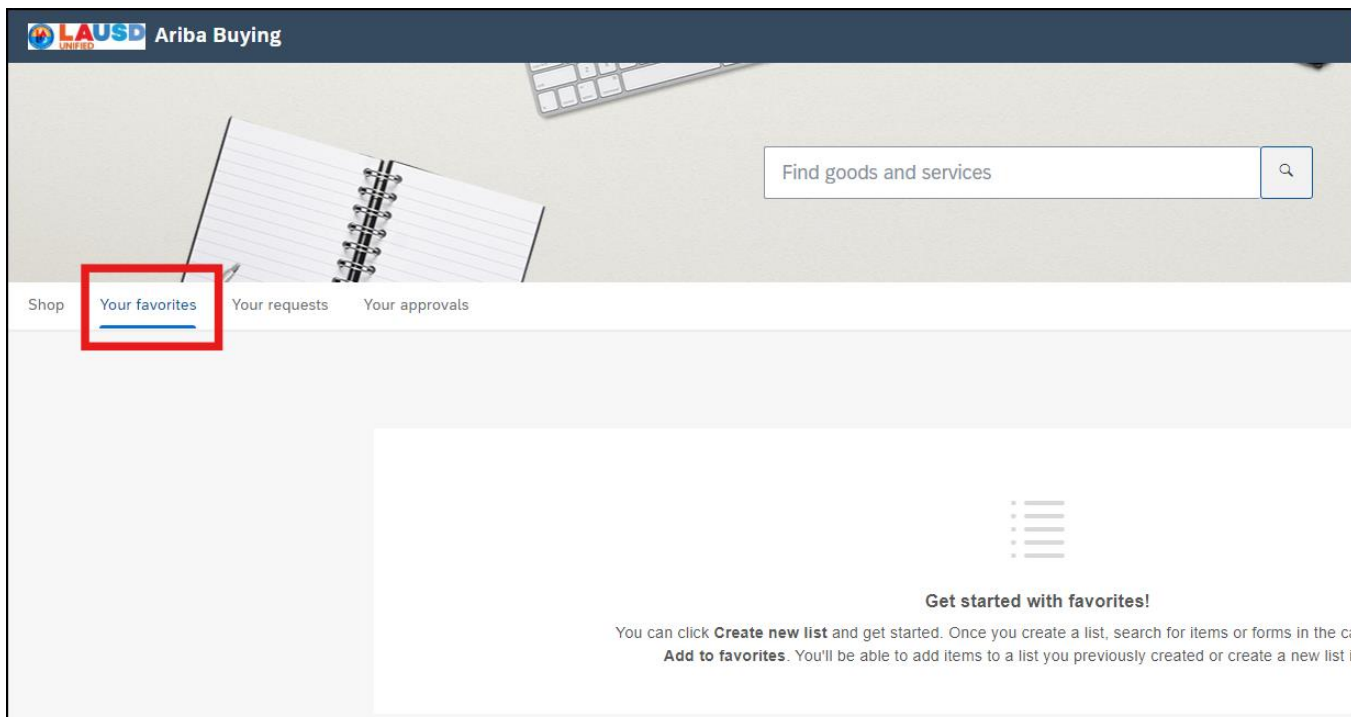 LAUSD
UNIFIED
Ariba Buying
Find goods and services
Shop Your favorites Your requests Your approvals
Get started with favorites!
You can click Create new list and get started. Once you create a list, search for items or forms in the
Add to favorites. You'll be able to add items to a list you previously created or create a new list